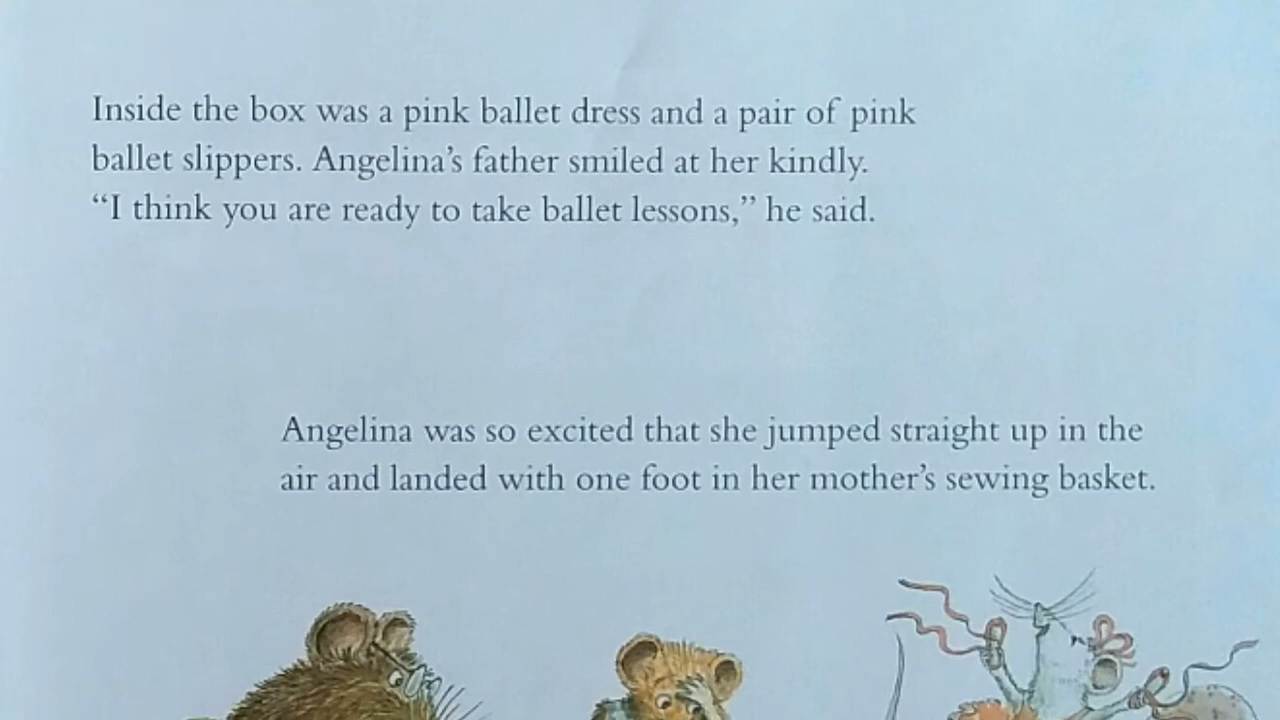 Inside the box was a pink ballet dress and a pair of pink
ballet slippers. Angelina’s father smiled at her kindly.
“I think you are ready to take ballet lessons,” he said.
Angelina was so excited that she jumped straight up in the
air and landed with one foot in her mother’s sewing basket.